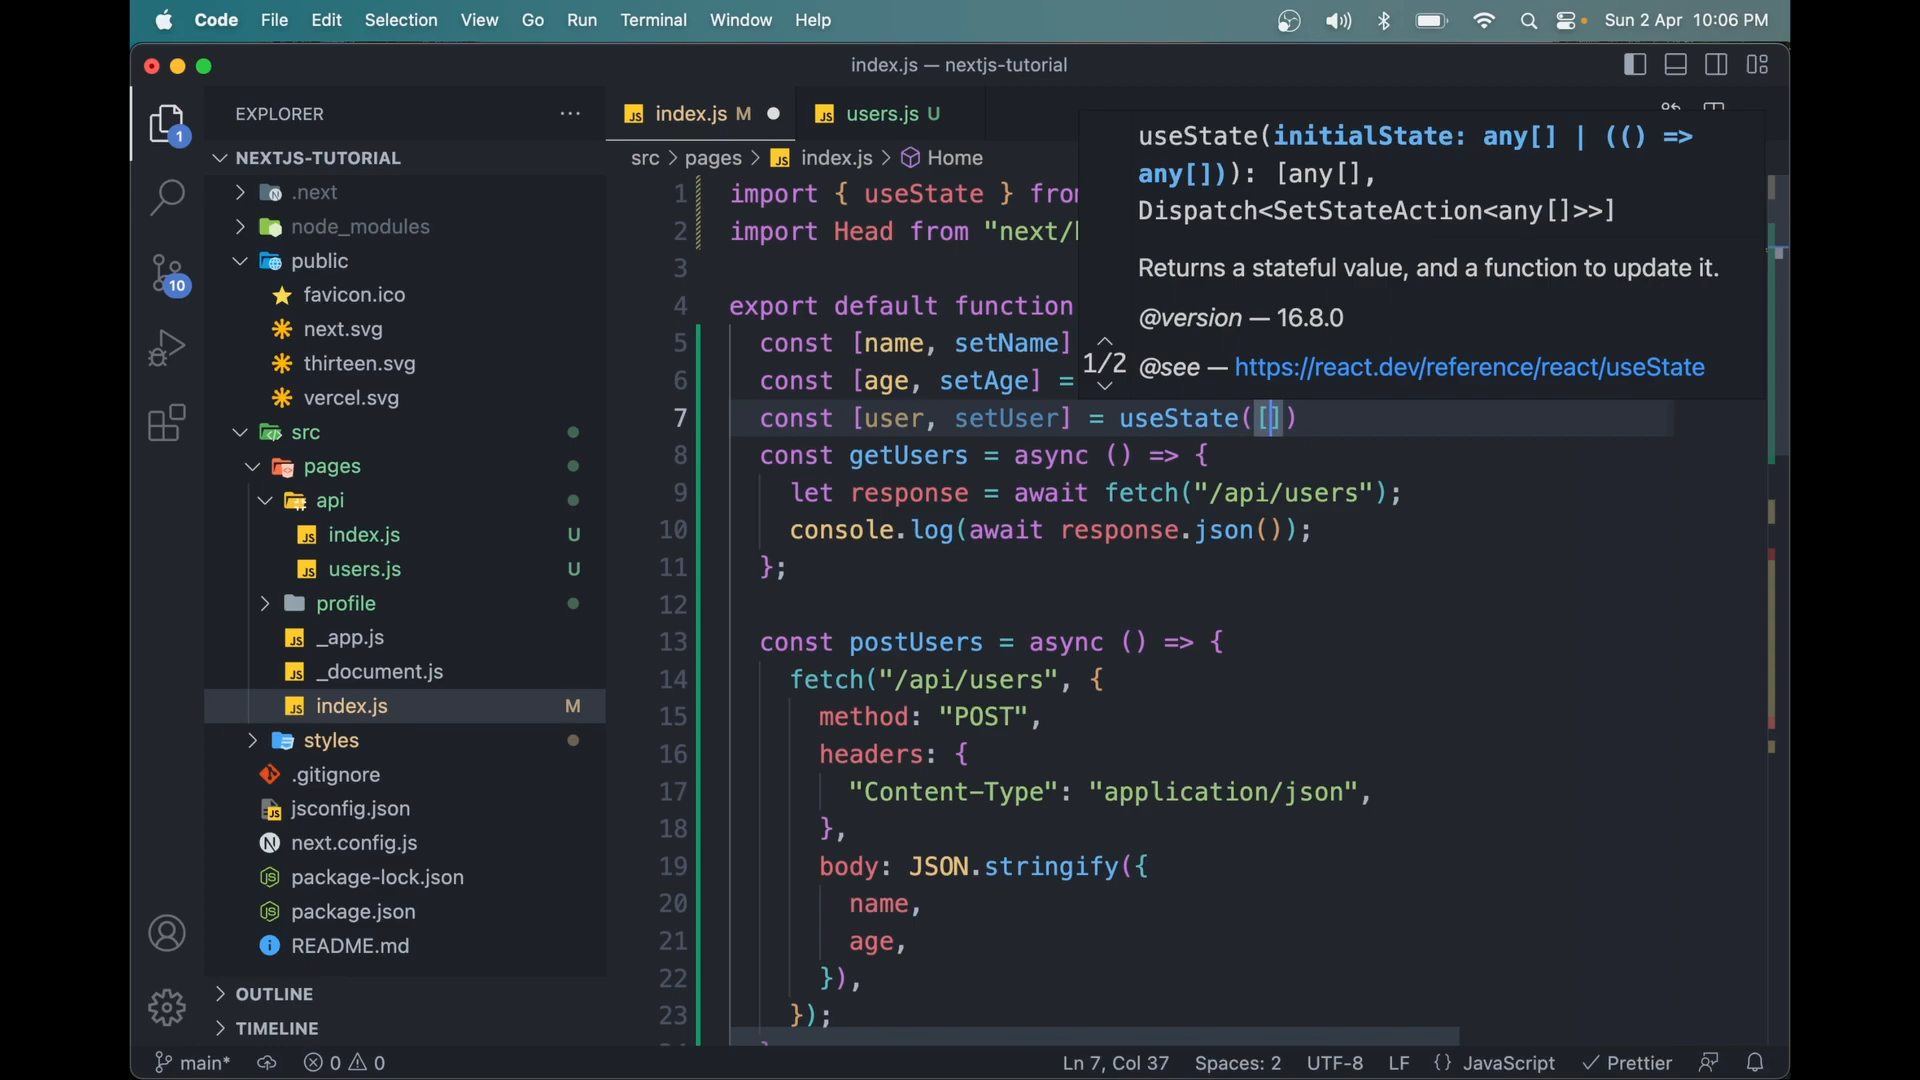 Code File Edit Selection View Go Run Terminal Window Help Sun 2 Apr 10:06 PM
index.js — nextjs-tutorial
EXPLORER
1
NEXTJS-TUTORIAL
.next
node_modules
10
public
favicon.ico
next.svg
thirteen.svg
vercel.svg
src
pages
api
index.js U
users.js U
profile
_app.js
_document.js
index.js M
styles
.gitignore
jsconfig.json
next.config.js
package-lock.json
package.json
README.md
OUTLINE
TIMELINE
JS index.js M
JS users.js U
src > pages > JS index.js > Home
1 import { useState } from
2 import Head from "next/
3
4 export default function
5 const [name, setName]
6 const [age, setAge] =
7 const [user, setUser] = useState([])
8 const getUsers = async () => {
9 let response = await fetch("/api/users");
10 console.log(await response.json());
11 };
12
13 const postUsers = async () => {
14 fetch("/api/users", {
15 method: "POST",
16 headers: {
17 "Content-Type": "application/json",
18 },
19 body: JSON.stringify({
20 name,
21 age,
22 }),
23 });
useState(initialState: any[] | (() =>
any[])): [any[],
Dispatch<SetStateAction<any[]>>]
Returns a stateful value, and a function to update it.
@version — 16.8.0
1/2
@see — https://react.dev/reference/react/useState
main* 0 0 Ln 7, Col 37 Spaces: 2 UTF-8 LF {} JavaScript Prettier